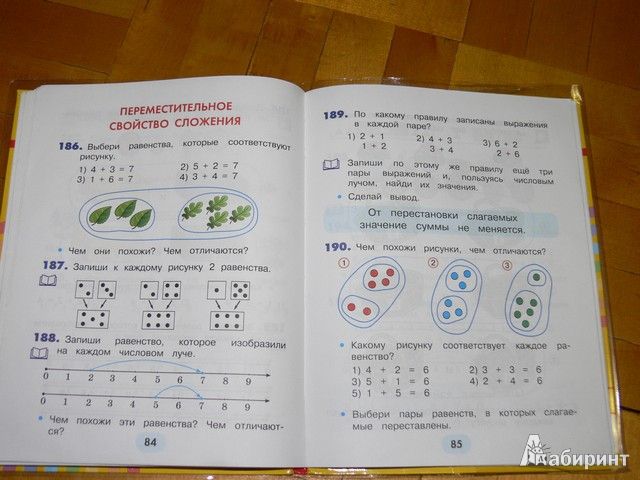 ПЕРЕМЕСТИТЕЛЬНОЕ
СВОЙСТВО СЛОЖЕНИЯ
186. Выбери равенства, которые соответствуют
рисунку.
1) 4 + 3 = 7 2) 5 + 2 = 7
3) 1 + 6 = 7 4) 3 + 4 = 7
• Чем они похожи? Чем отличаются?
187. Запиши к каждому рисунку 2 равенства.
188. Запиши равенство, которое изобразили
на каждом числовом луче.
0 1 2 3 4 5 6 7 8 9
0 1 2 3 4 5 6 7 8 9
• Чем похожи эти равенства? Чем отличают-
ся?
84
189. По какому правилу записаны выражения
в каждой паре?
1) 2 + 1 2) 4 + 3 3) 6 + 2
1 + 2 3 + 4 2 + 6
Запиши по этому же правилу ещё три
пары выражений и, пользуясь числовым
лучом, найди их значения.
• Сделай вывод.
От перестановки слагаемых
значение суммы не меняется.
190. Чем похожи рисунки, чем отличаются?
1 2 3
• Какому рисунку соответствует каждое ра-
венство?
1) 4 + 2 = 6 2) 3 + 3 = 6
3) 5 + 1 = 6 4) 2 + 4 = 6
5) 1 + 5 = 6
• Выбери пары равенств, в которых слагае-
мые переставлены.
85
Лабиринт